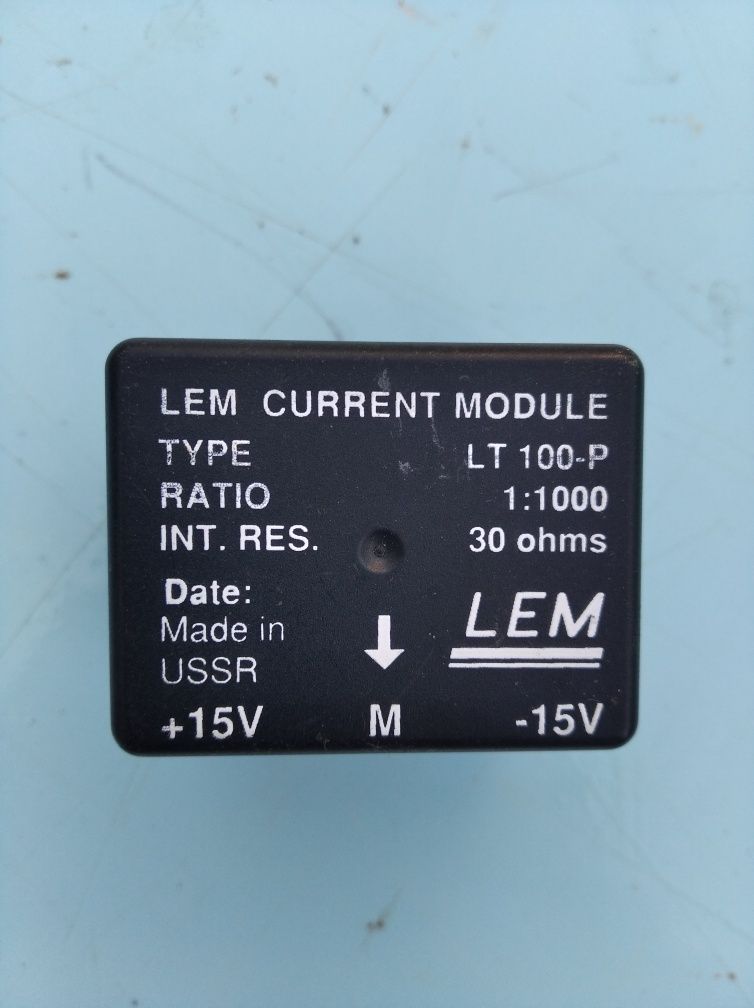 LEM CURRENT MODULE
TYPE LT 100-P
RATIO 1:1000
INT. RES. 30 ohms
Date:
Made in
USSR
LEM
+15V M -15V